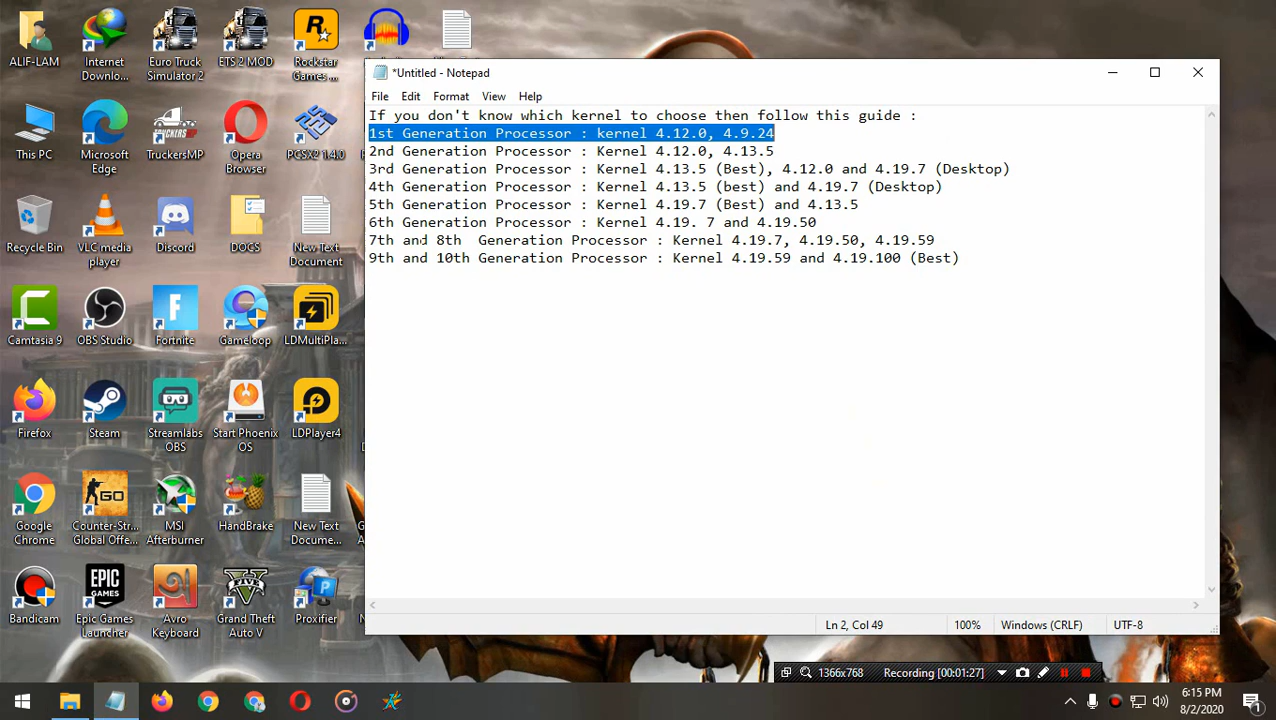 ALIF-LAM
Internet
Downlo...
Euro Truck
Simulator 2
ETS 2 MOD
Rockstar
Games ...
This PC
Microsoft
Edge
TRUCKERSMP
TruckersMP
Opera
Browser
PCSX2
PCSX2 1.4.0
Recycle Bin
VLC media
player
Discord
DOCS
New Text
Document
Camtasia 9
OBS Studio
Fortnite
Gameloop
LDMultiPla...
Firefox
Steam
Streamlabs
OBS
Start Phoenix
OS
LDPlayer4
Google
Chrome
Counter-Str...
Global Offe...
MSI
Afterburner
HandBrake
New Text
Docume...
Bandicam
EPIC
GAMES
Epic Games
Launcher
Avro
Keyboard
Grand Theft
Auto V
Proxifier
*Untitled - Notepad
File Edit Format View Help
If you don't know which kernel to choose then follow this guide :
1st Generation Processor : kernel 4.12.0, 4.9.24
2nd Generation Processor : Kernel 4.12.0, 4.13.5
3rd Generation Processor : Kernel 4.13.5 (Best), 4.12.0 and 4.19.7 (Desktop)
4th Generation Processor : Kernel 4.13.5 (best) and 4.19.7 (Desktop)
5th Generation Processor : Kernel 4.19.7 (Best) and 4.13.5
6th Generation Processor : Kernel 4.19. 7 and 4.19.50
7th and 8th  Generation Processor : Kernel 4.19.7, 4.19.50, 4.19.59
9th and 10th Generation Processor : Kernel 4.19.59 and 4.19.100 (Best)
Ln 2, Col 49 100% Windows (CRLF) UTF-8
1366x768 Recording [00:01:27]
6:15 PM
8/2/2020